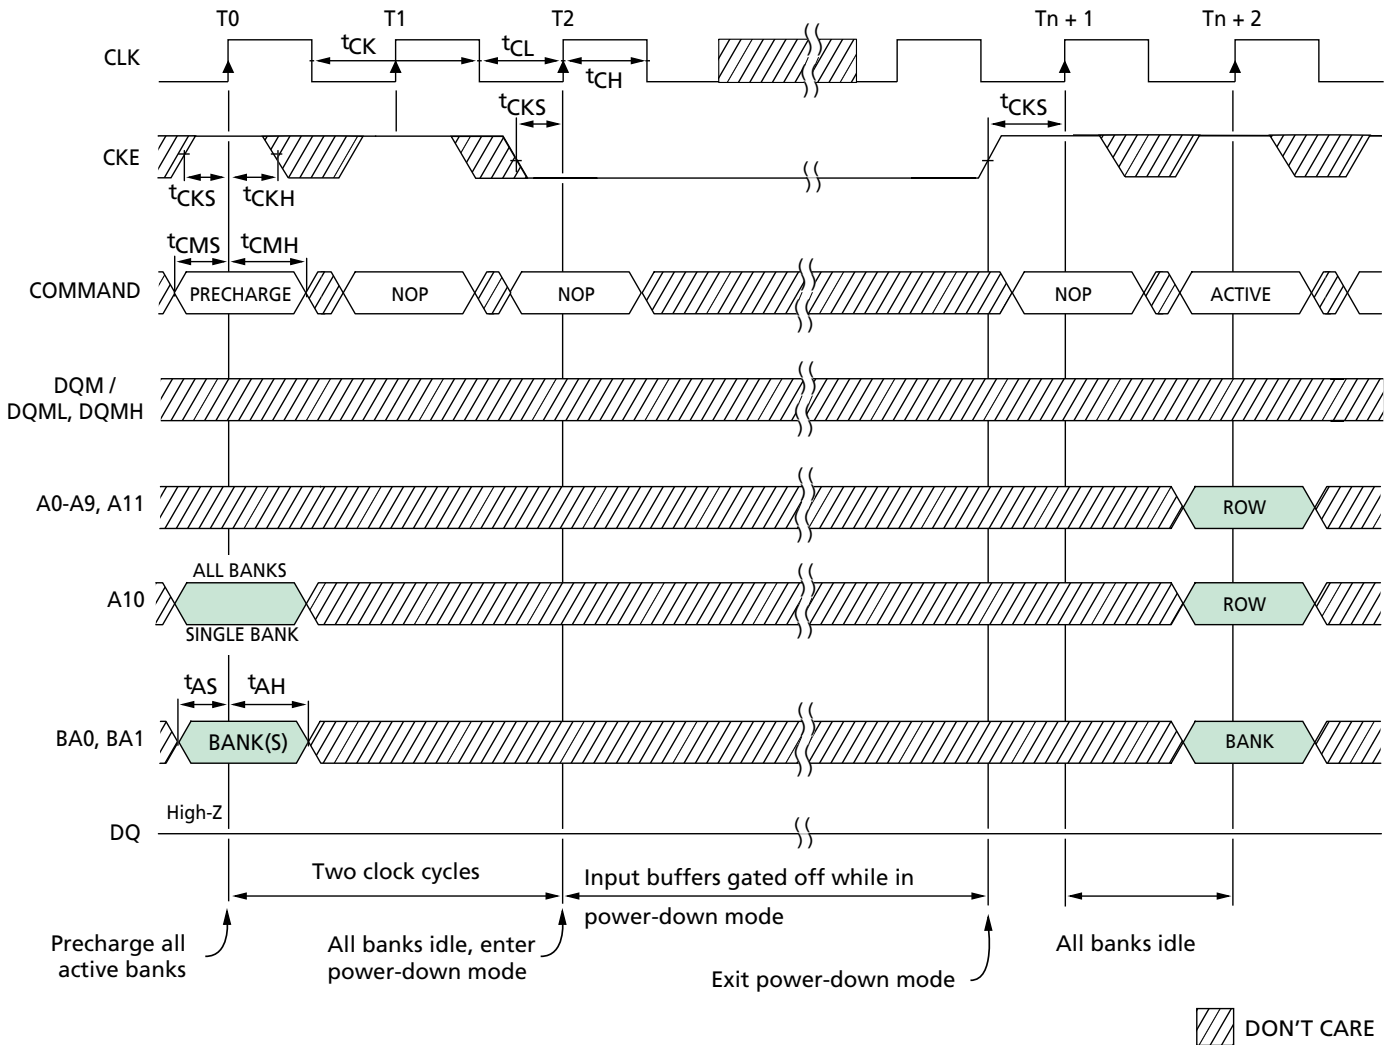 T0 T1 T2 Tn + 1 Tn + 2
CLK
tCK tCL
tCH
tCKS tCKS
CKE
tCKS tCKH
tCMS tCMH
COMMAND PRECHARGE NOP NOP NOP ACTIVE
DQM /
DQML, DQMH
A0-A9, A11 ROW
ALL BANKS
A10 ROW
SINGLE BANK
tAS tAH
BA0, BA1 BANK(S) BANK
High-Z
DQ
Two clock cycles
Input buffers gated off while in
power-down mode
Precharge all
active banks
All banks idle, enter
power-down mode
Exit power-down mode
All banks idle
DON'T CARE